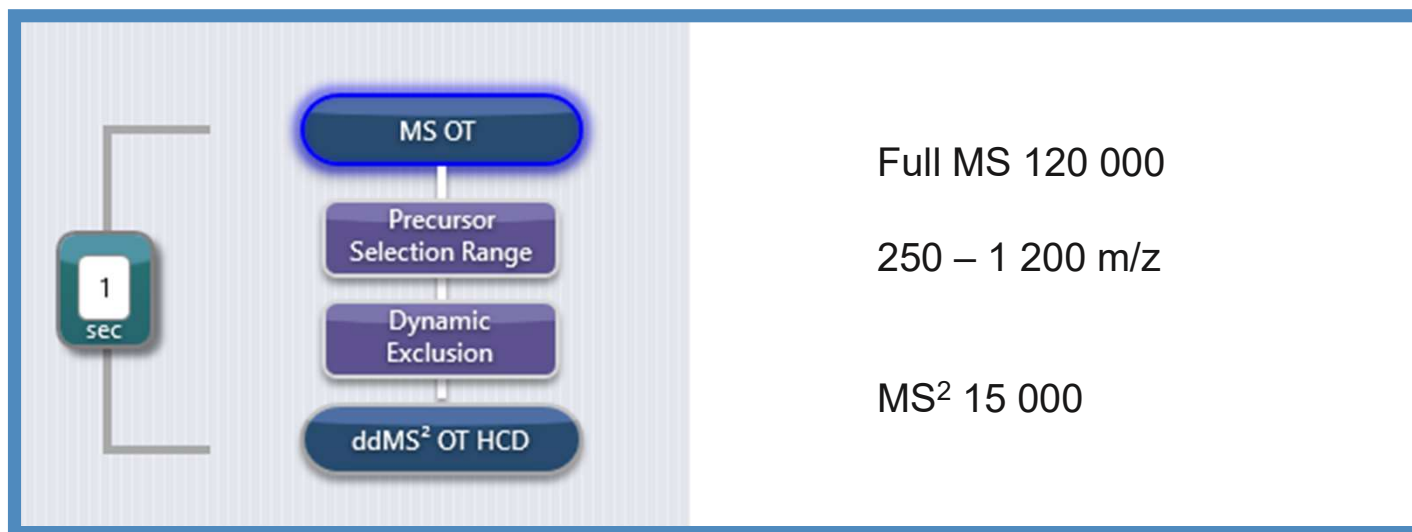 MS OT
Full MS 120 000
Precursor
Selection Range
250 – 1 200 m/z
1
sec
Dynamic
Exclusion
MS² 15 000
ddMS² OT HCD